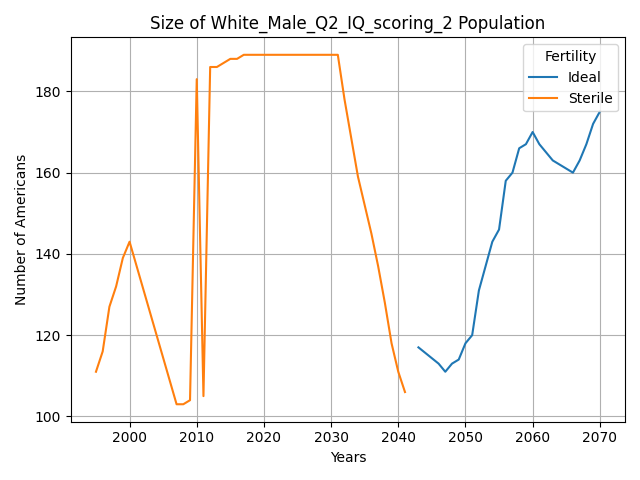 Size of White_Male_Q2_IQ_scoring_2 Population
Fertility
Ideal
Sterile
Number of Americans
180
160
140
120
100
2000
2010
2020
2030
2040
2050
2060
2070
Years